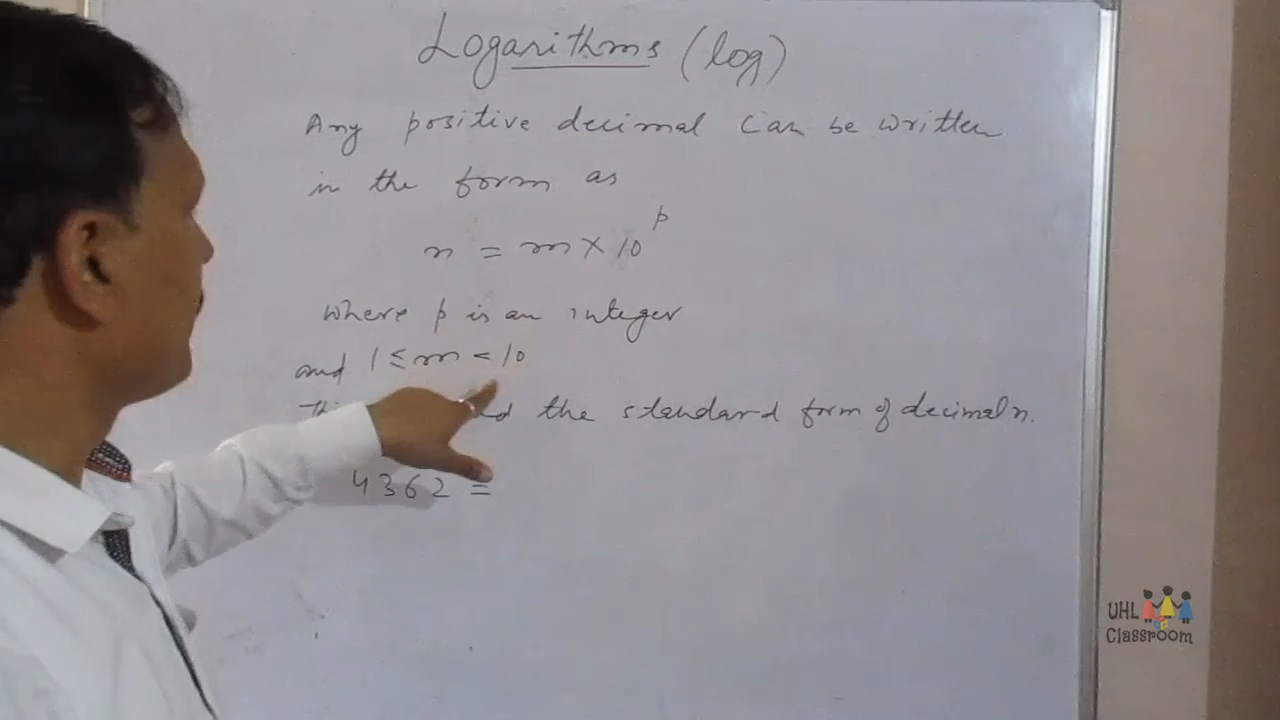 Logarithms (log)
Any positive decimal can be written
in the form as
n = m × 10^p
where p is an integer
and 1 ≤ m < 10
the standard form of decimal n.
4362 =
UHL
Classroom